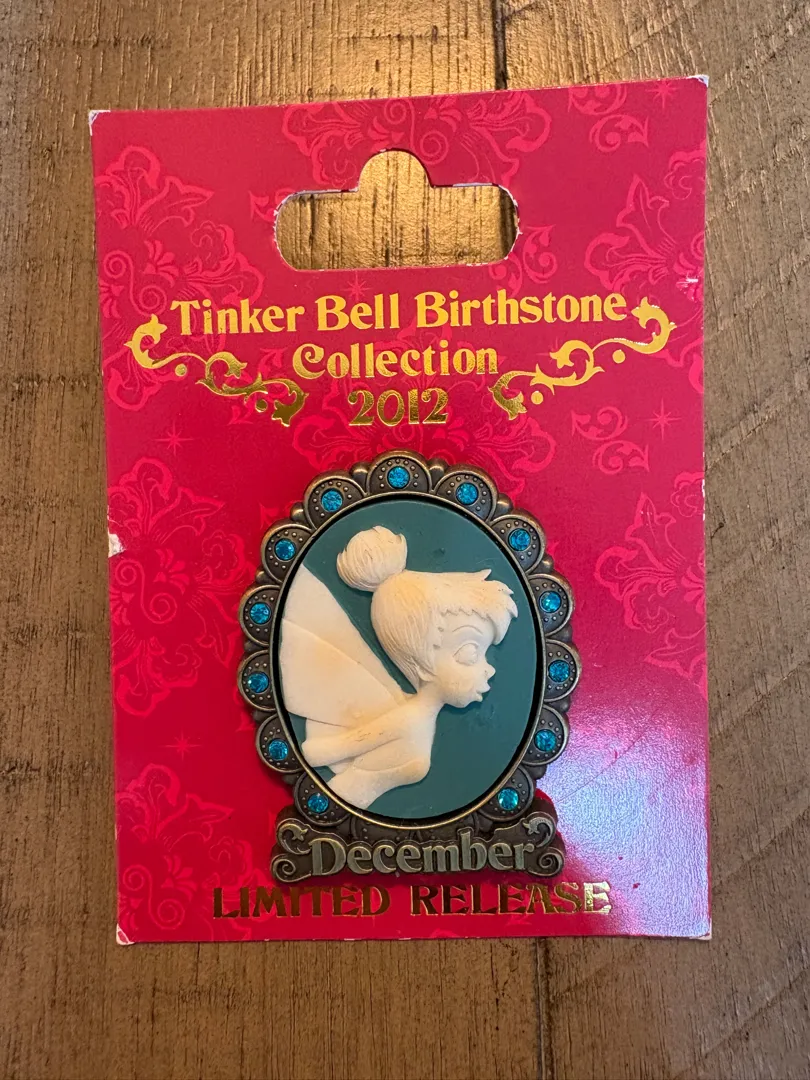 Tinker Bell Birthstone
Collection
2012
December
LIMITED RELEASE